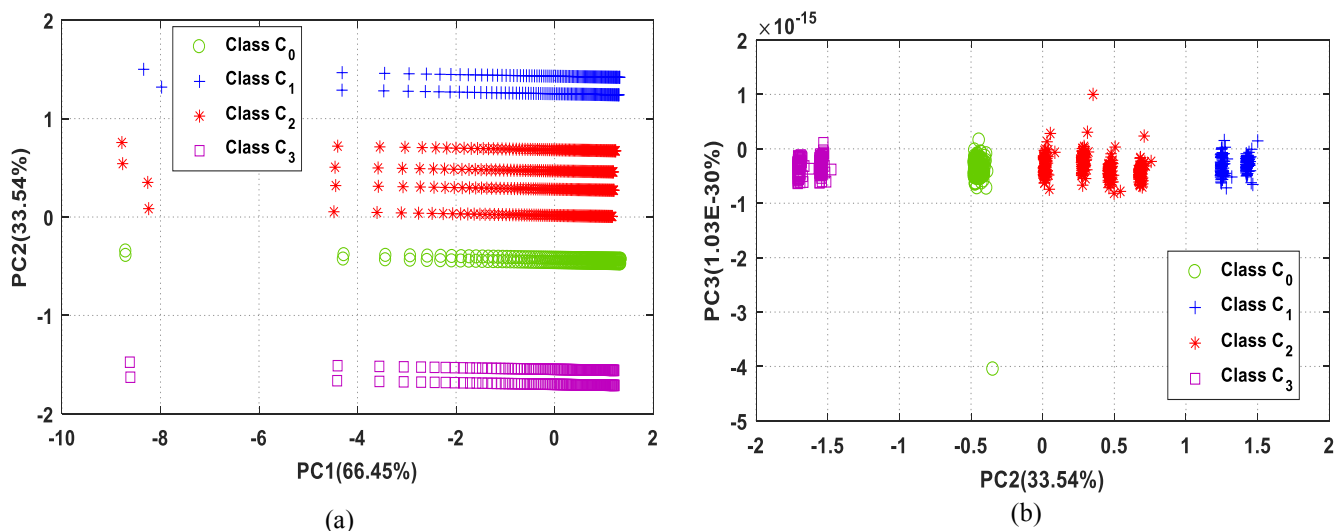 2
1
0
-1
-2
PC2(33.54%)
-10
-8
-6
-4
-2
0
2
PC1(66.45%)
Class C0
Class C1
Class C2
Class C3
(a)
×10-15
2
1
0
-1
-2
-3
-4
-5
PC3(1.03E-30%)
-2
-1.5
-1
-0.5
0
0.5
1
1.5
2
PC2(33.54%)
Class C0
Class C1
Class C2
Class C3
(b)